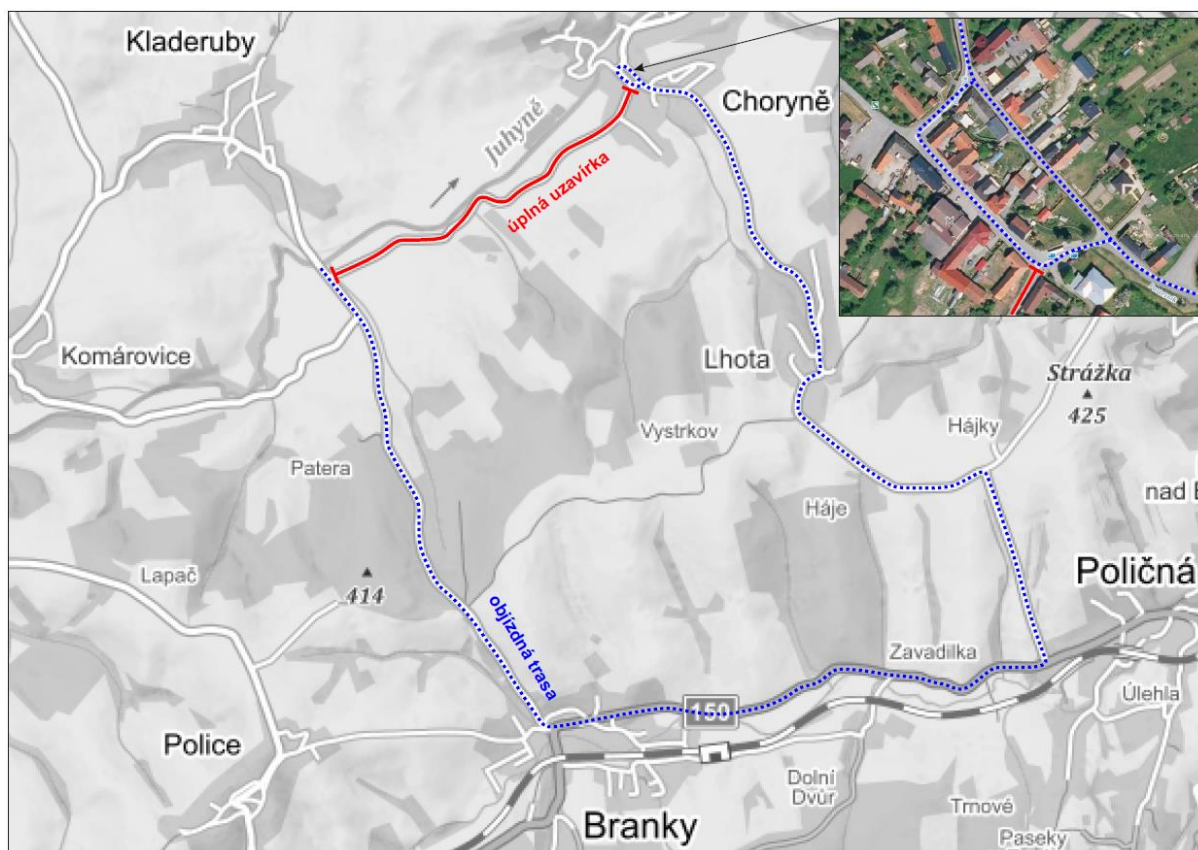 Kladeruby
Choryně
Juhyně
úplná uzavírka
Komárovice
Lhota
Strážka
425
Vystrkov
Hájky
Patera
Háje
Lapač
414
Poličná
objízdná trasa
Zavadilka
150
Úlehla
Police
Dolní
Dvůr
Branky
Trnové
Paseky